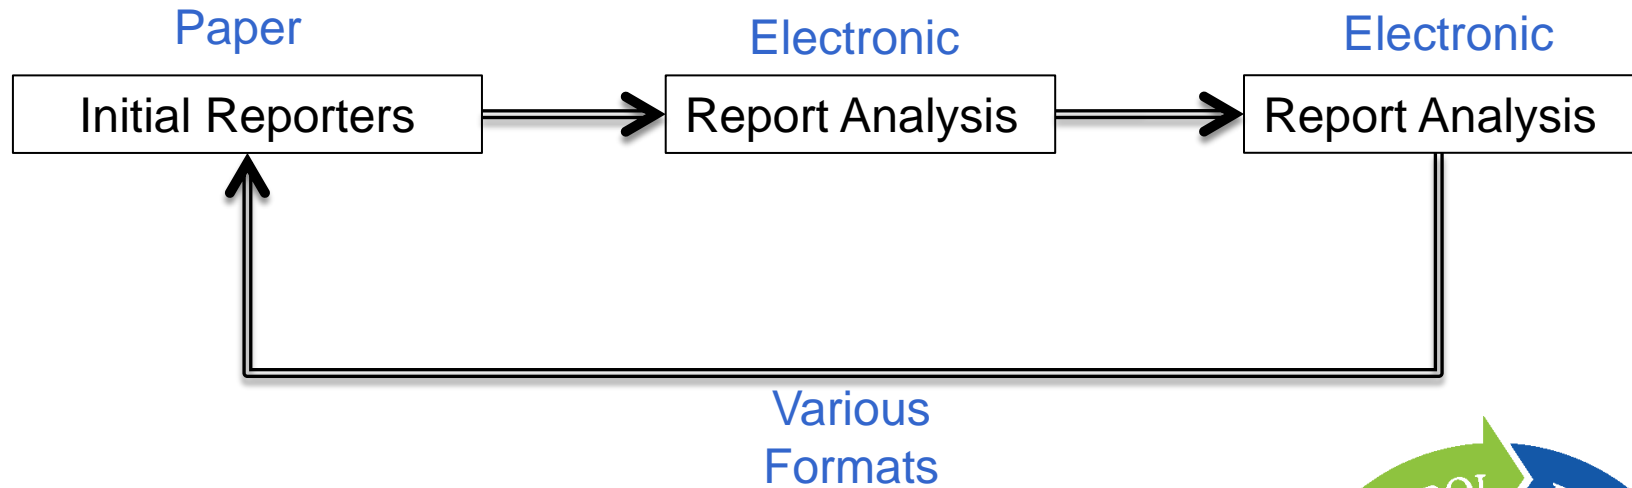 Paper
Electronic
Electronic
Initial Reporters
Report Analysis
Report Analysis
Various
Formats